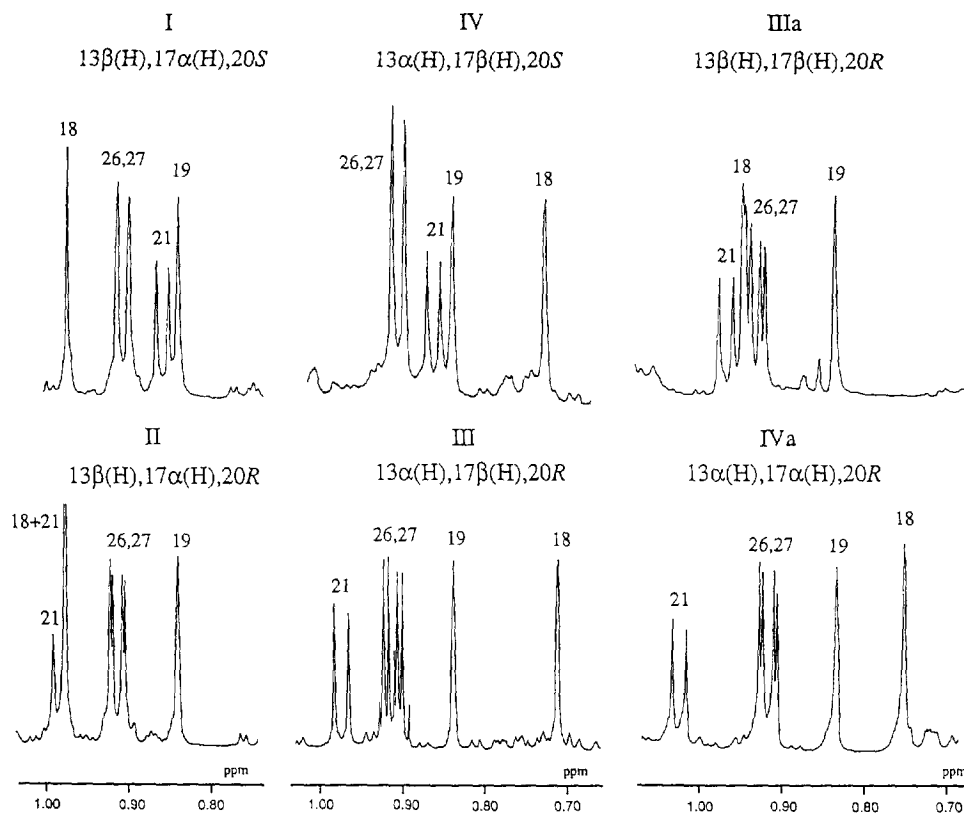 I
13β(H),17α(H),20S
18
26,27
19
21
IV
13α(H),17β(H),20S
26,27
19
18
21
IIIa
13β(H),17β(H),20R
18
19
26,27
21
II
13β(H),17α(H),20R
18+21
26,27
19
21
ppm
1.00
0.90
0.80
III
13α(H),17β(H),20R
26,27
19
18
21
ppm
1.00
0.90
0.80
0.70
IVa
13α(H),17α(H),20R
18
26,27
19
21
ppm
1.00
0.90
0.80
0.70